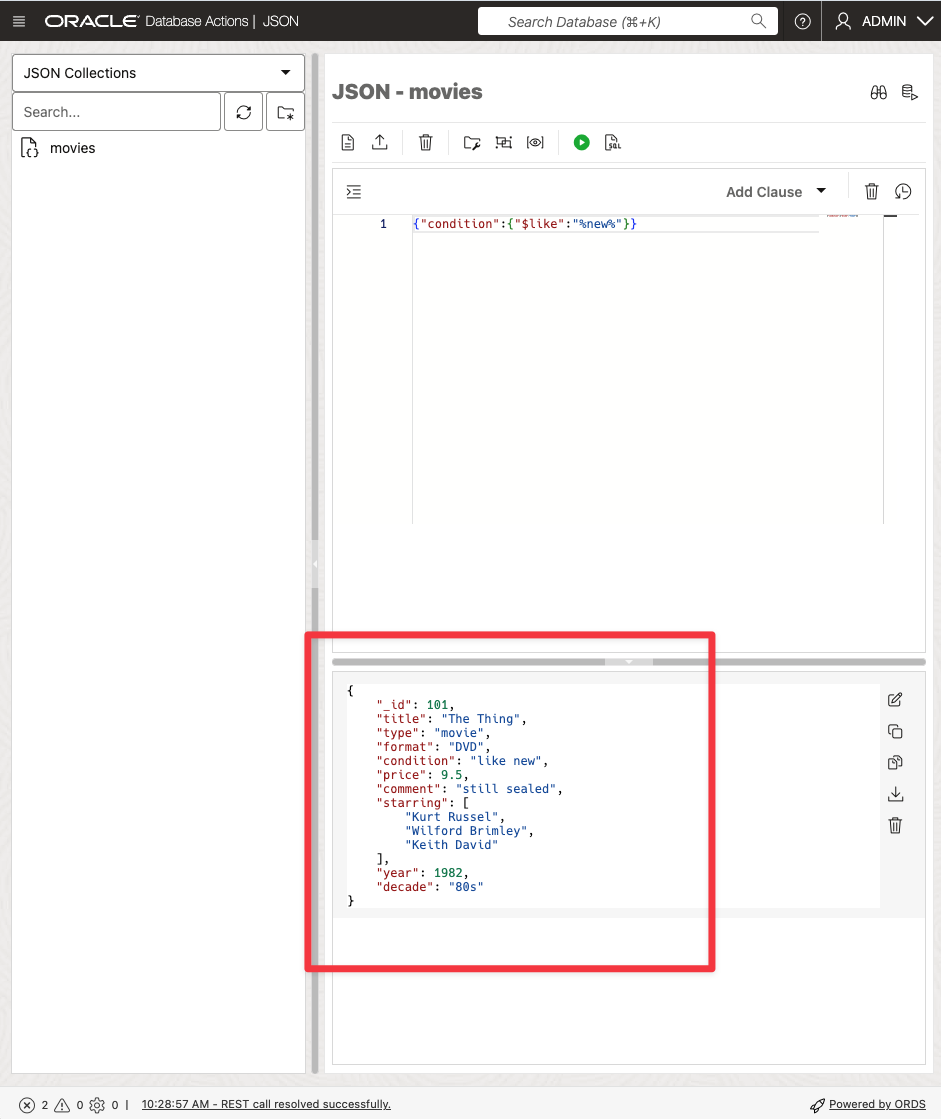 ORACLE Database Actions | JSON
Search Database (⌘+K)
ADMIN
JSON Collections
Search...
movies
JSON - movies
SQL
Add Clause
1 {"condition":{"$like":"%new%"}}
{
    "_id": 101,
    "title": "The Thing",
    "type": "movie",
    "format": "DVD",
    "condition": "like new",
    "price": 9.5,
    "comment": "still sealed",
    "starring": [
        "Kurt Russel",
        "Wilford Brimley",
        "Keith David"
    ],
    "year": 1982,
    "decade": "80s"
}
2 0 0 | 10:28:57 AM - REST call resolved successfully.
Powered by ORDS